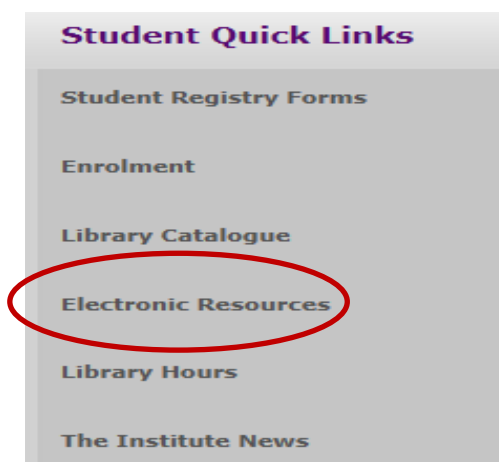 Student Quick Links
Student Registry Forms
Enrolment
Library Catalogue
Electronic Resources
Library Hours
The Institute News